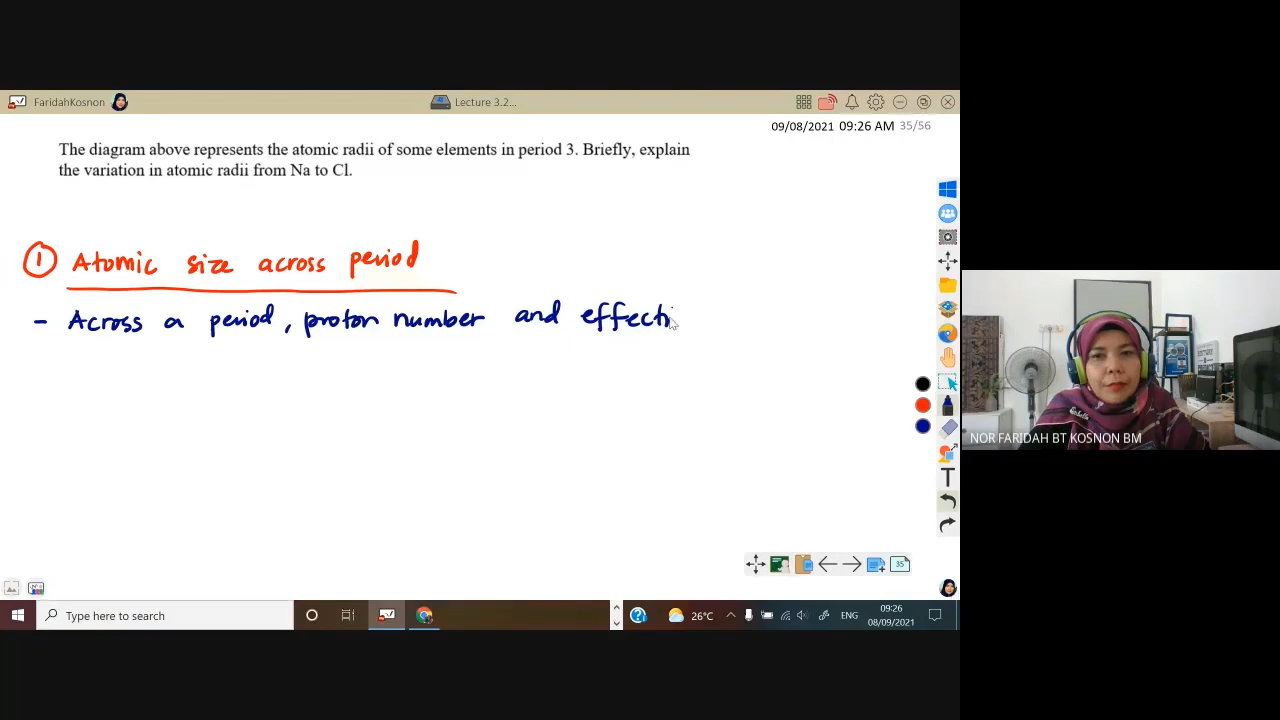 FaridahKosnon
Lecture 3.2...
09/08/2021 09:26 AM 35/56
The diagram above represents the atomic radii of some elements in period 3. Briefly, explain
the variation in atomic radii from Na to Cl.
① Atomic size across period
- Across a period, proton number and effecti
T
NOR FARIDAH BT KOSNON BM
35
Type here to search
26°C
ENG
09:26
08/09/2021